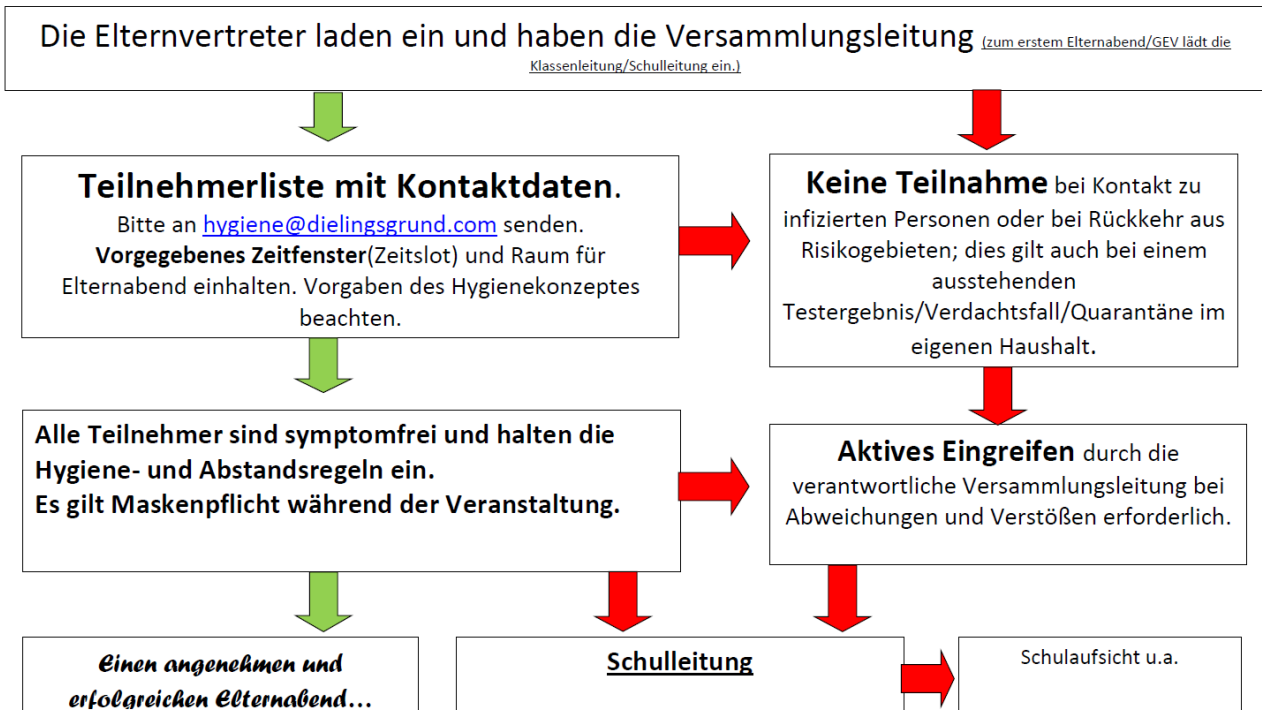 Die Elternvertreter laden ein und haben die Versammlungsleitung (zum erstem Elternabend/GEV lädt die
Klassenleitung/Schulleitung ein.)
Teilnehmerliste mit Kontaktdaten.
Bitte an hygiene@dielingsgrund.com senden.
Vorgegebenes Zeitfenster(Zeitslot) und Raum für
Elternabend einhalten. Vorgaben des Hygienekonzeptes
beachten.
Keine Teilnahme bei Kontakt zu
infizierten Personen oder bei Rückkehr aus
Risikogebieten; dies gilt auch bei einem
ausstehenden
Testergebnis/Verdachtsfall/Quarantäne im
eigenen Haushalt.
Alle Teilnehmer sind symptomfrei und halten die
Hygiene- und Abstandsregeln ein.
Es gilt Maskenpflicht während der Veranstaltung.
Aktives Eingreifen durch die
verantwortliche Versammlungsleitung bei
Abweichungen und Verstößen erforderlich.
Einen angenehmen und
erfolgreichen Elternabend...
Schulleitung
Schulaufsicht u.a.